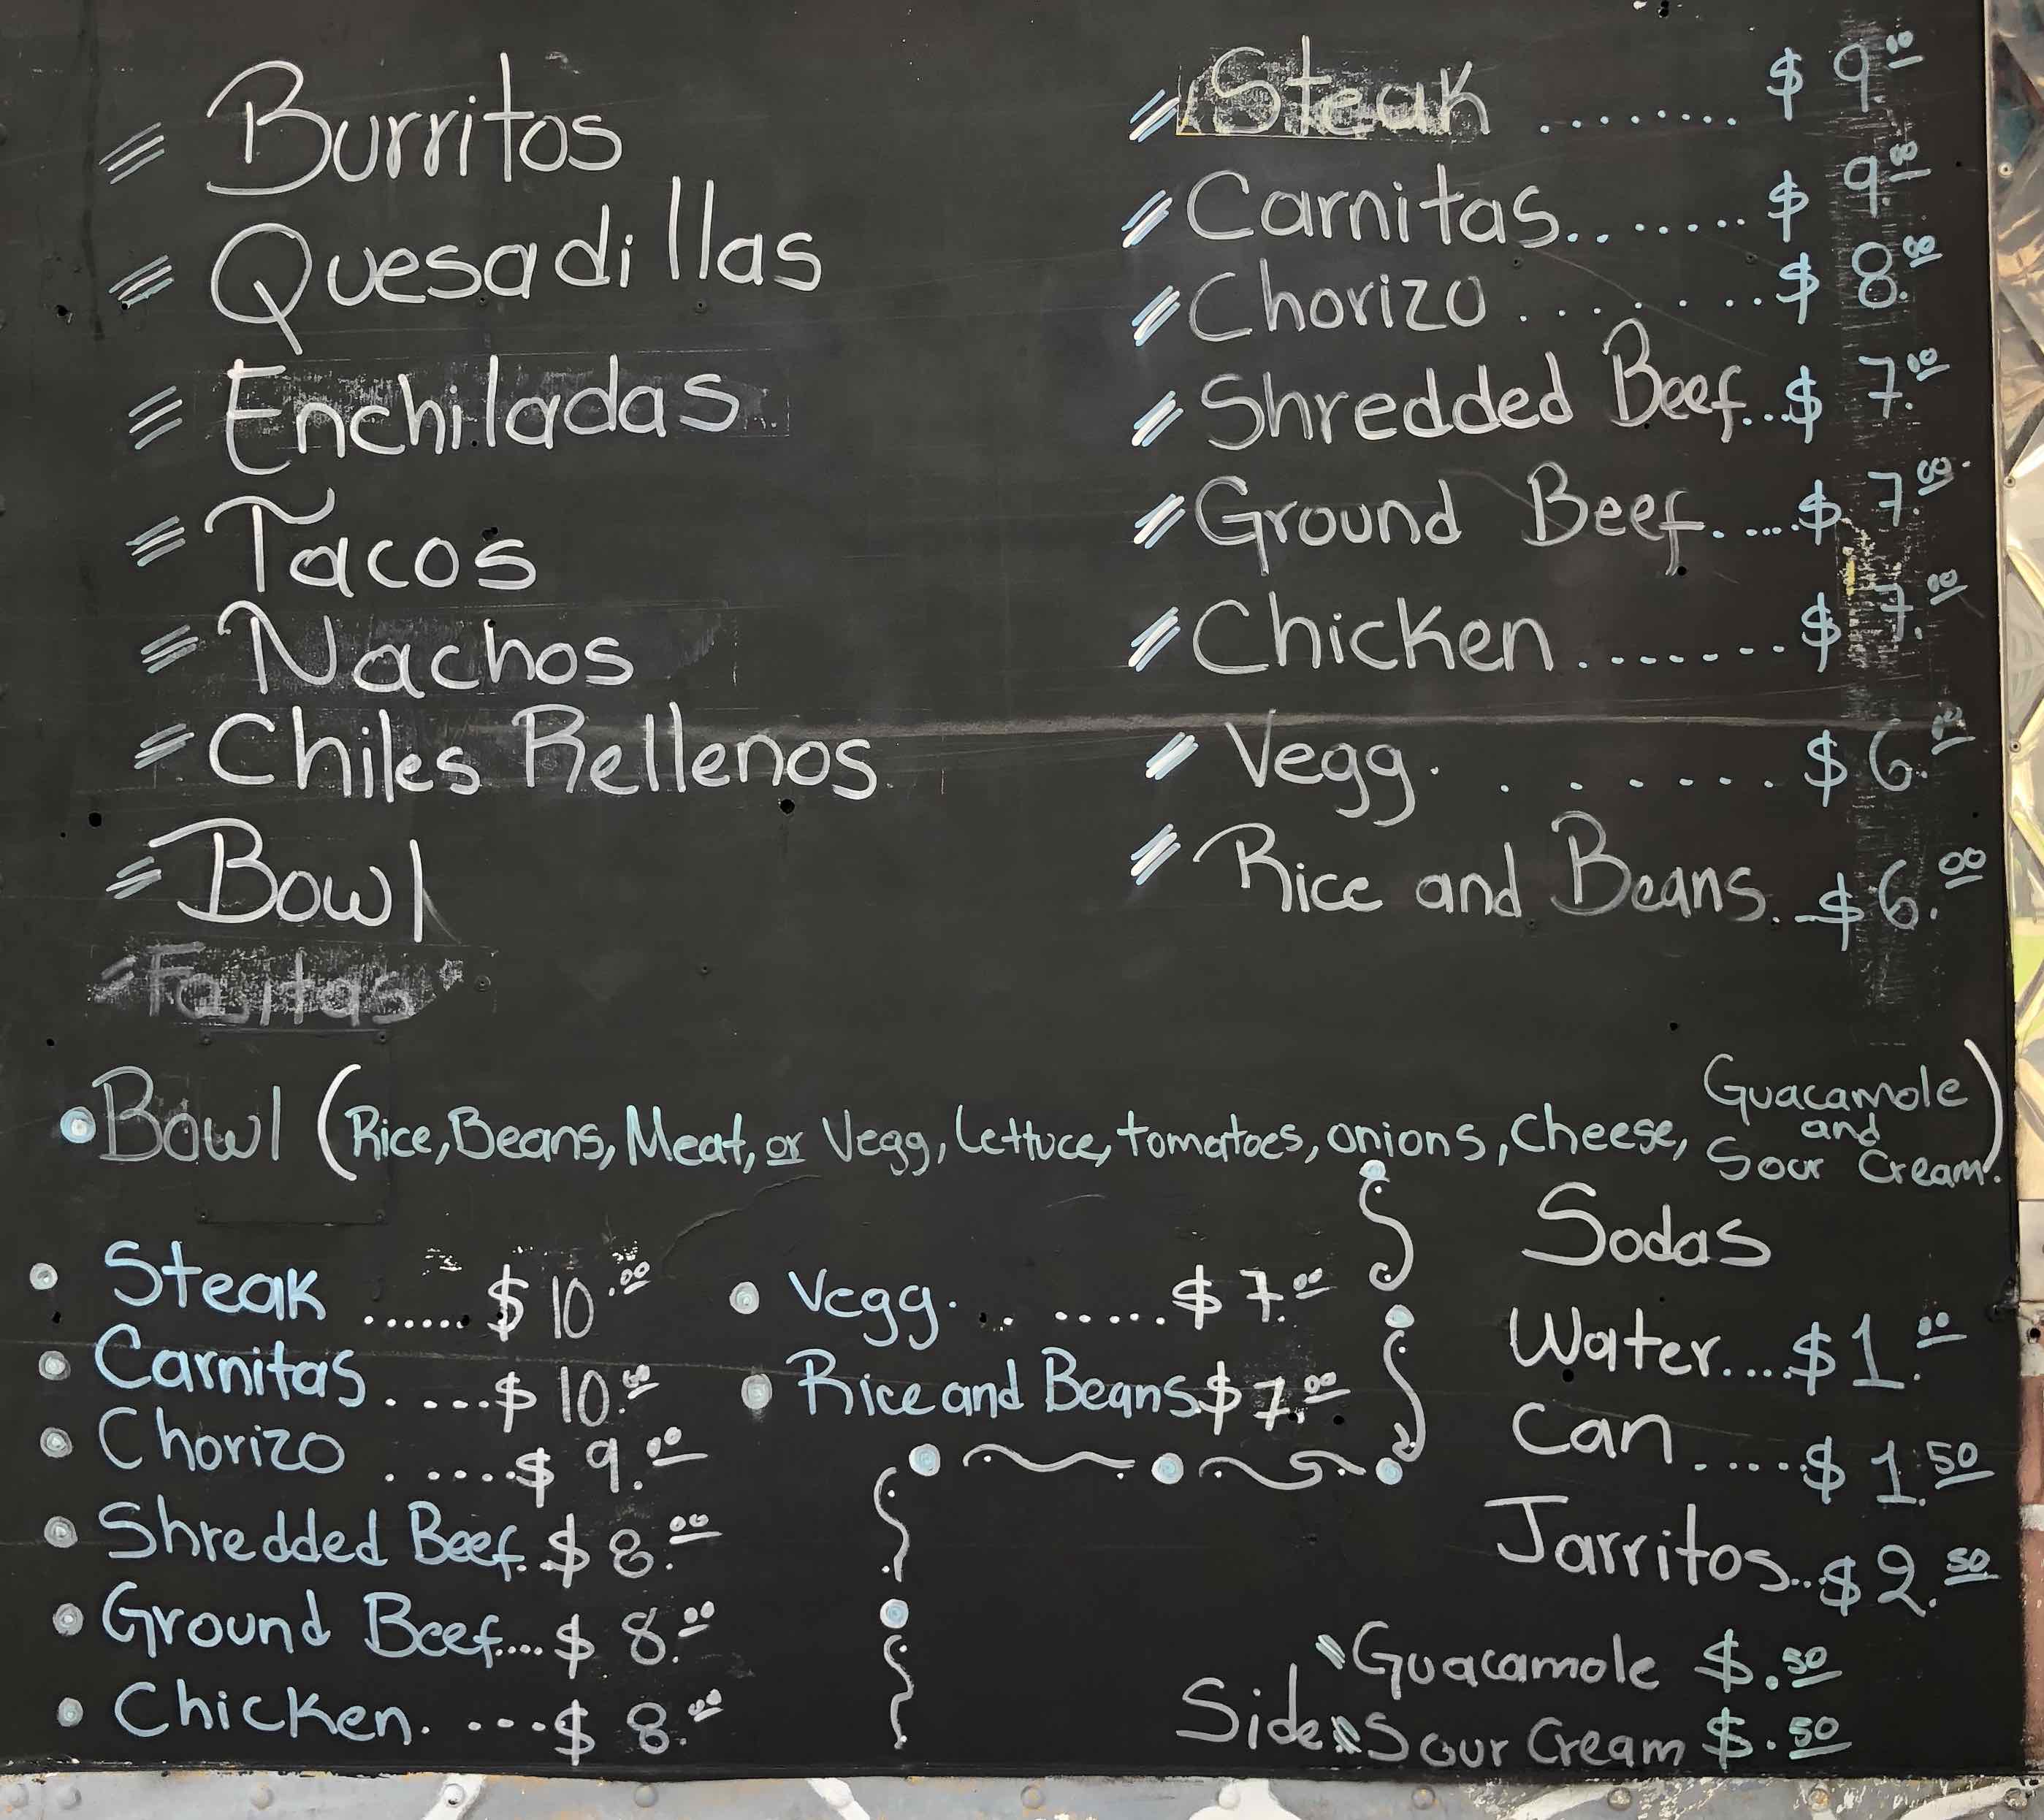 Burritos
Quesadillas
Enchiladas
Tacos
Nachos
Chiles Rellenos
Bowl
Fajitas
Steak ........ $ 9.00
Carnitas........ $ 9.00
Chorizo ........ $ 8.00
Shredded Beef...$ 7.00
Ground Beef.....$ 7.00
Chicken ........$ 7.00
Vegg. . ......$ 6.00
Rice and Beans. $6.00
Bowl (Rice, Beans, Meat, or Vegg, Lettuce, tomatoes, onions, Cheese, Guacamole and Sour Cream.)
Steak ...... $ 10.00
Carnitas.....$ 10.00
Chorizo ......$ 9.00
Shredded Beef. $ 8.00
Ground Beef....$ 8.00
Chicken. ....$ 8.00
Vegg. .. ......$ 7.00
Rice and Beans.$7.00
Sodas
Water....$1.00
Can .....$ 1.50
Jarritos..$2.50
Side
Guacamole $.50
Sour Cream $.50